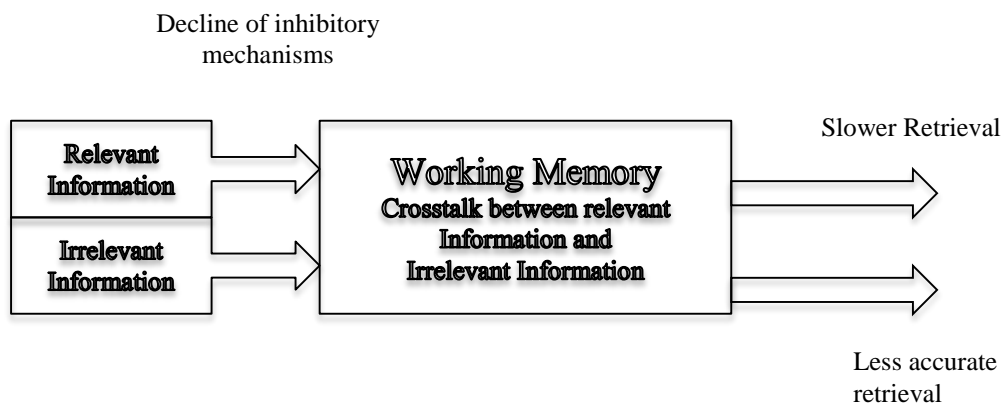 Decline of inhibitory
mechanisms
Relevant
Information
Irrelevant
Information
Working Memory
Crosstalk between relevant
Information and
Irrelevant Information
Slower Retrieval
Less accurate
retrieval